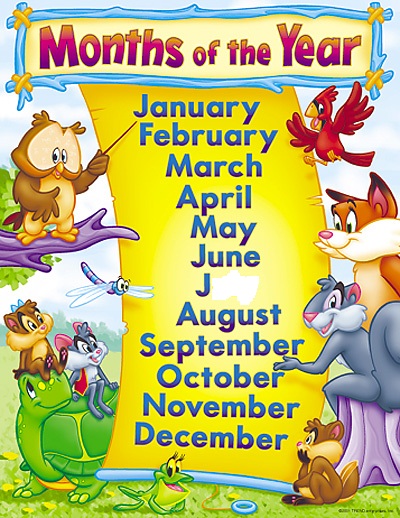 Months of the Year
January
February
March
April
May
June
J
August
September
October
November
December